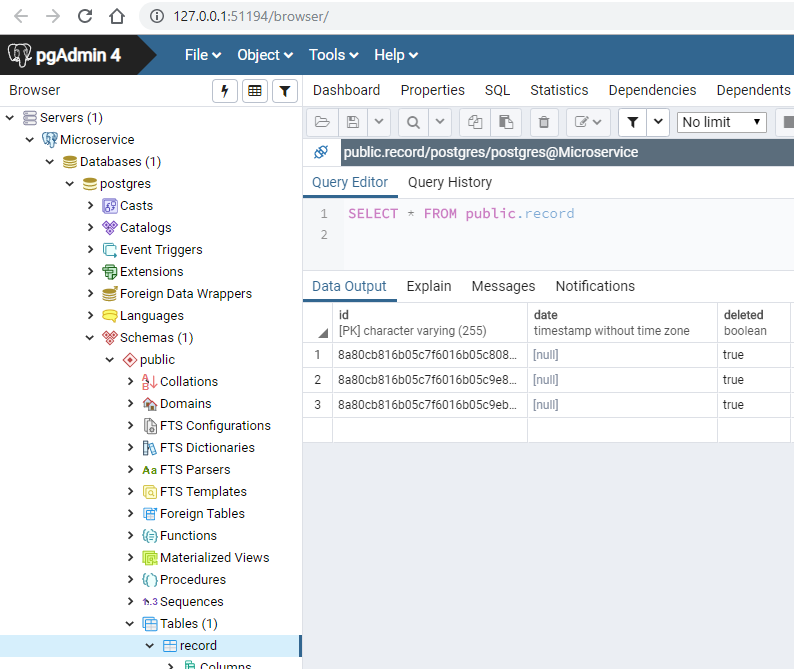 127.0.0.1:51194/browser/
pgAdmin 4 File Object Tools Help
Browser
Dashboard Properties SQL Statistics Dependencies Dependents
Servers (1)
Microservice
Databases (1)
postgres
Casts
Catalogs
Event Triggers
Extensions
Foreign Data Wrappers
Languages
Schemas (1)
public
Collations
Domains
FTS Configurations
FTS Dictionaries
Aa FTS Parsers
FTS Templates
Foreign Tables
Functions
Materialized Views
Procedures
1..3 Sequences
Tables (1)
record
Columns
No limit
public.record/postgres/postgres@Microservice
Query Editor Query History
1 SELECT * FROM public.record
2
Data Output Explain Messages Notifications
id date deleted
[PK] character varying (255) timestamp without time zone boolean
1 8a80cb816b05c7f6016b05c808... [null] true
2 8a80cb816b05c7f6016b05c9e8... [null] true
3 8a80cb816b05c7f6016b05c9eb... [null] true